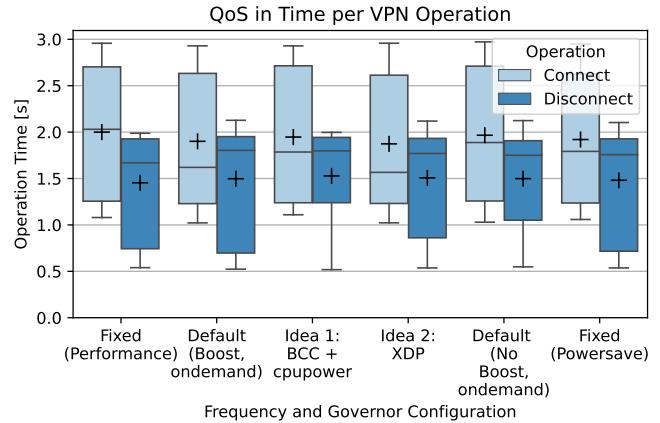 QoS in Time per VPN Operation
Operation Time [s]
3.0
2.5
2.0
1.5
1.0
0.5
0.0
Operation
Connect
Disconnect
Fixed
(Performance)
Default
(Boost,
ondemand)
Idea 1:
BCC +
cpupower
Idea 2:
XDP
Default
(No
Boost,
ondemand)
Fixed
(Powersave)
Frequency and Governor Configuration